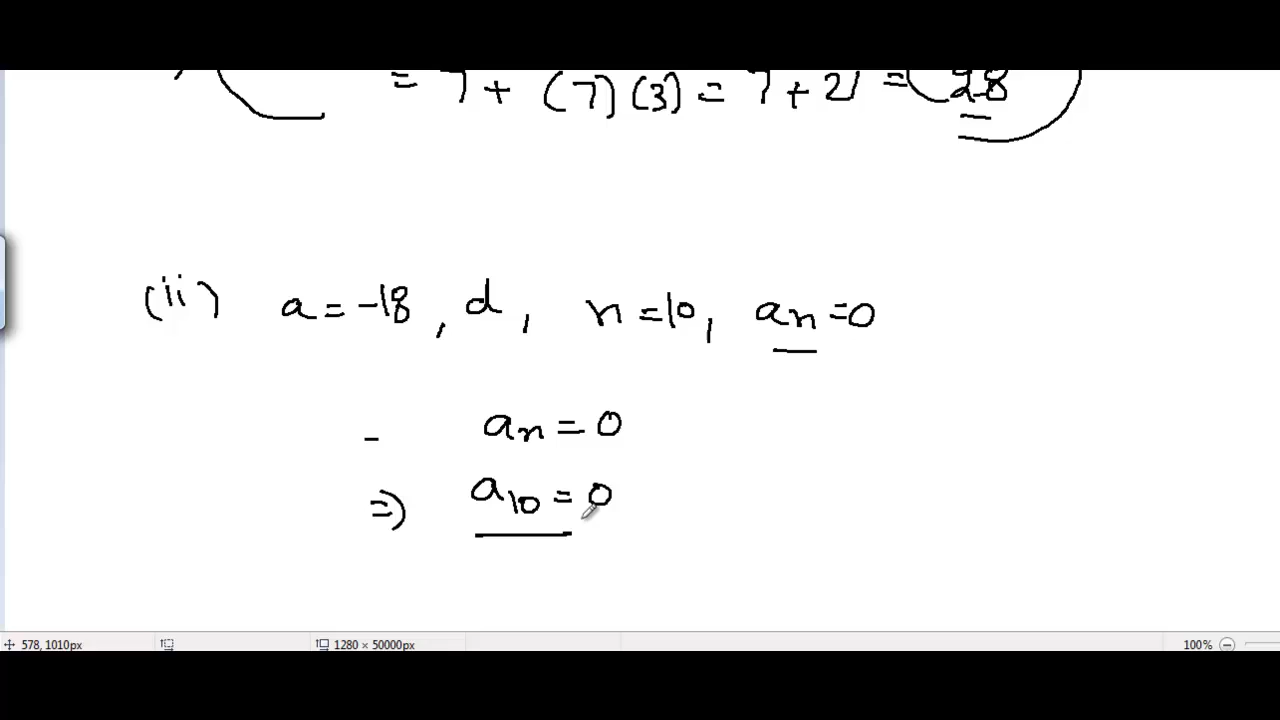 = 7 + (7)(3) = 7 + 21 = 28
(ii) a = -18, d, n = 10, an = 0
- an = 0
=) a10 = 0
578, 1010px 1280 × 50000px 100%